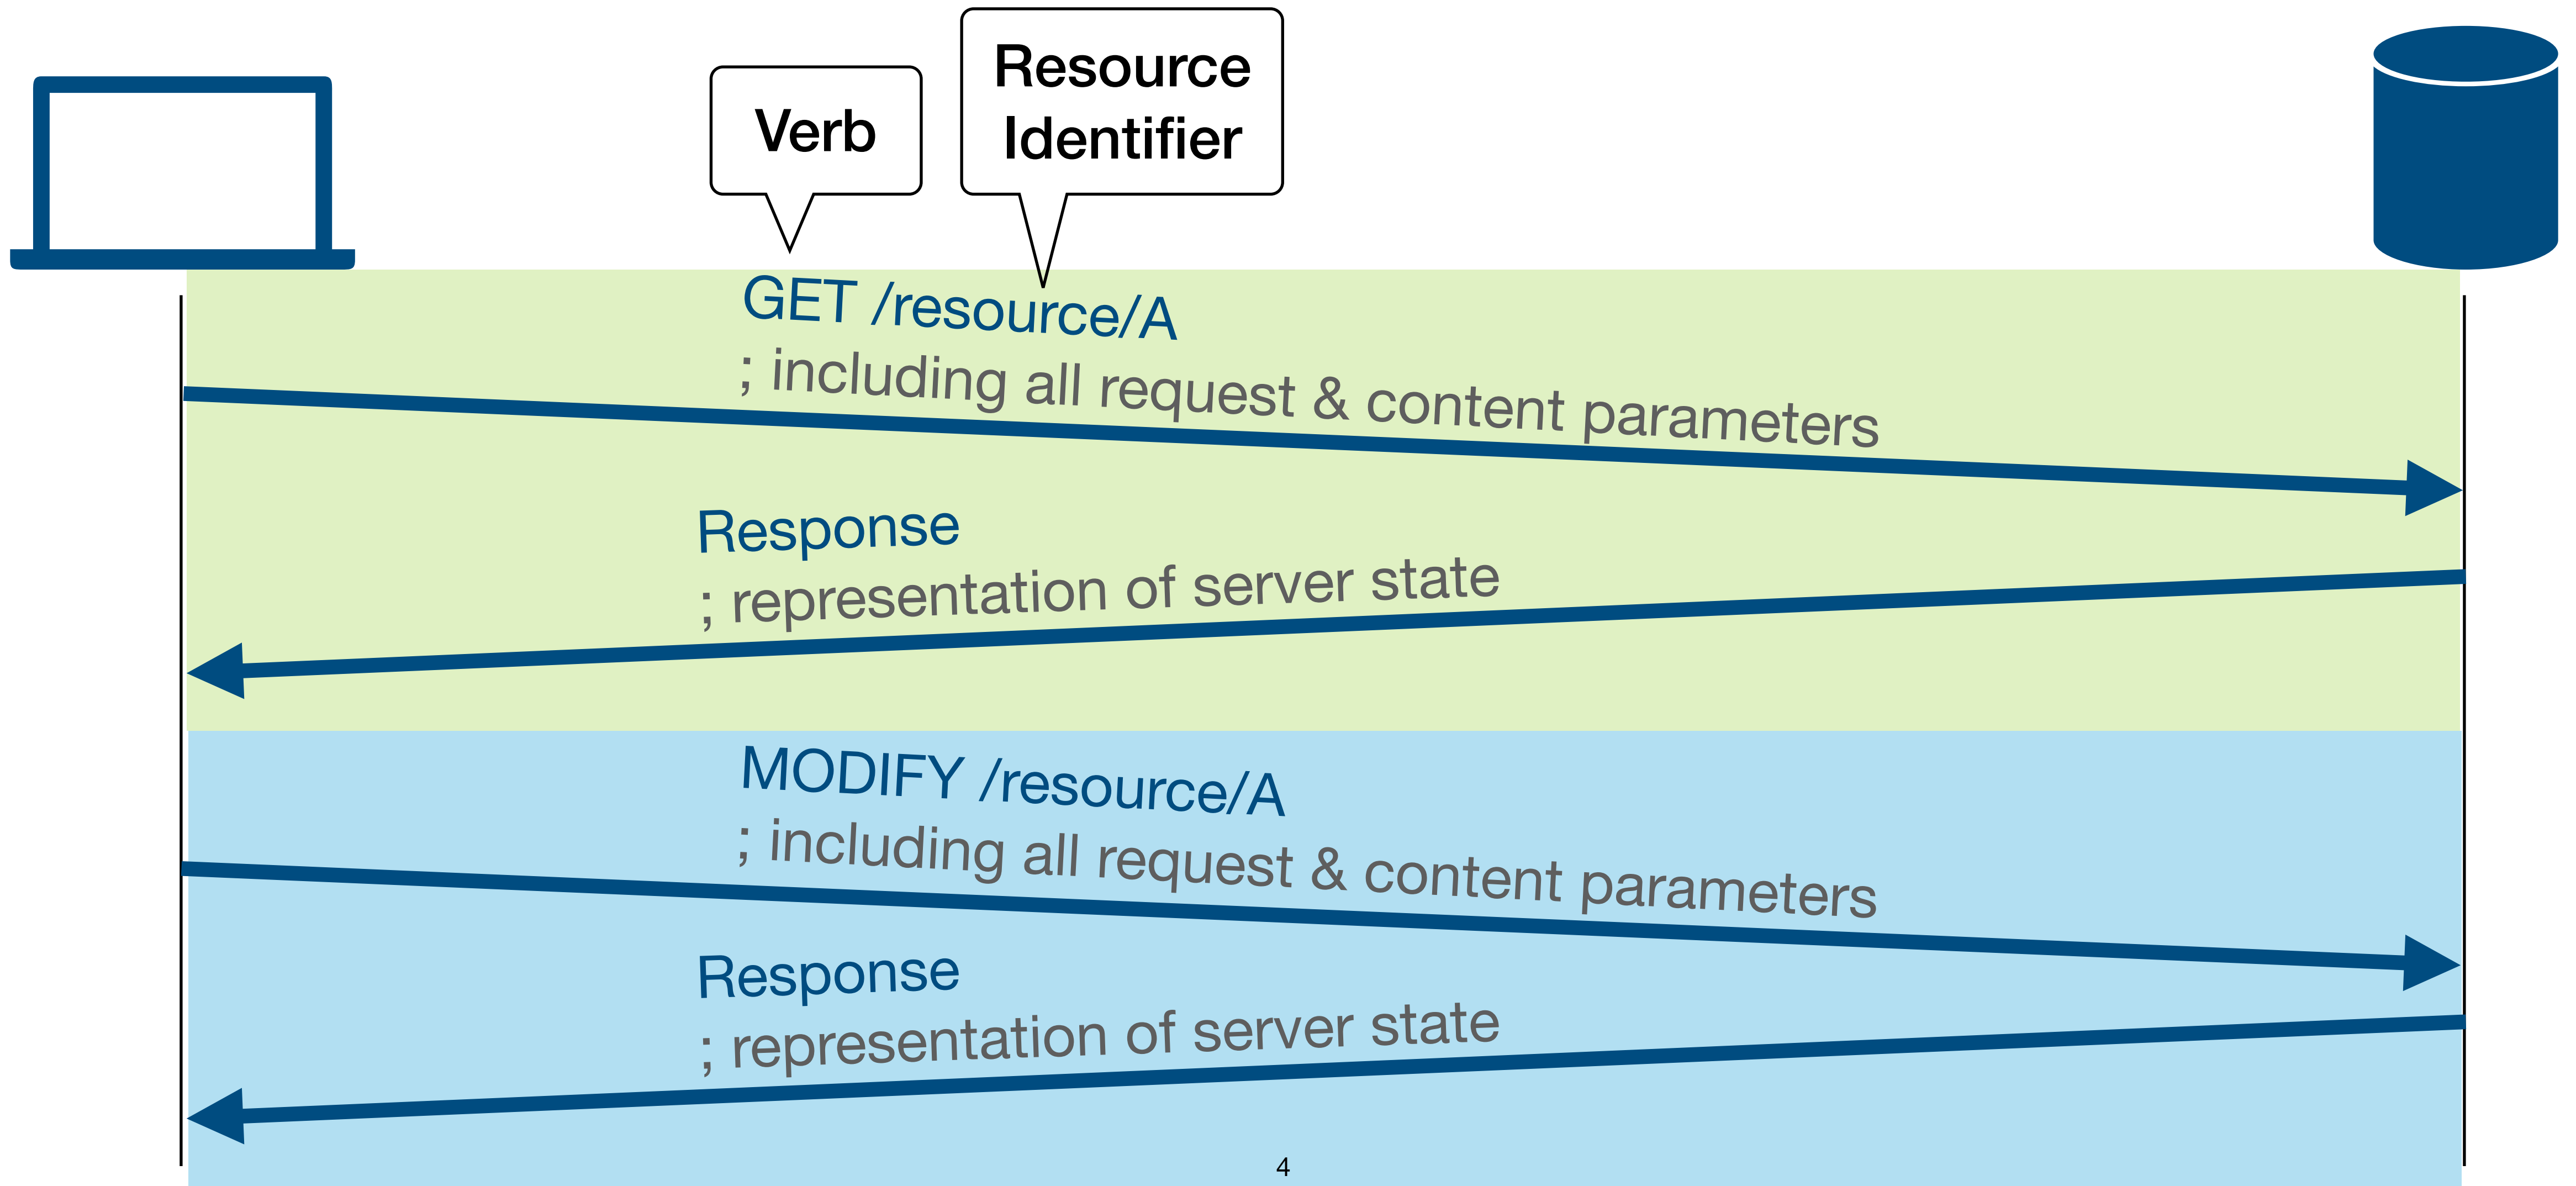 Verb
Resource
Identifier
GET /resource/A
; including all request & content parameters
Response
; representation of server state
MODIFY /resource/A
; including all request & content parameters
Response
; representation of server state
4